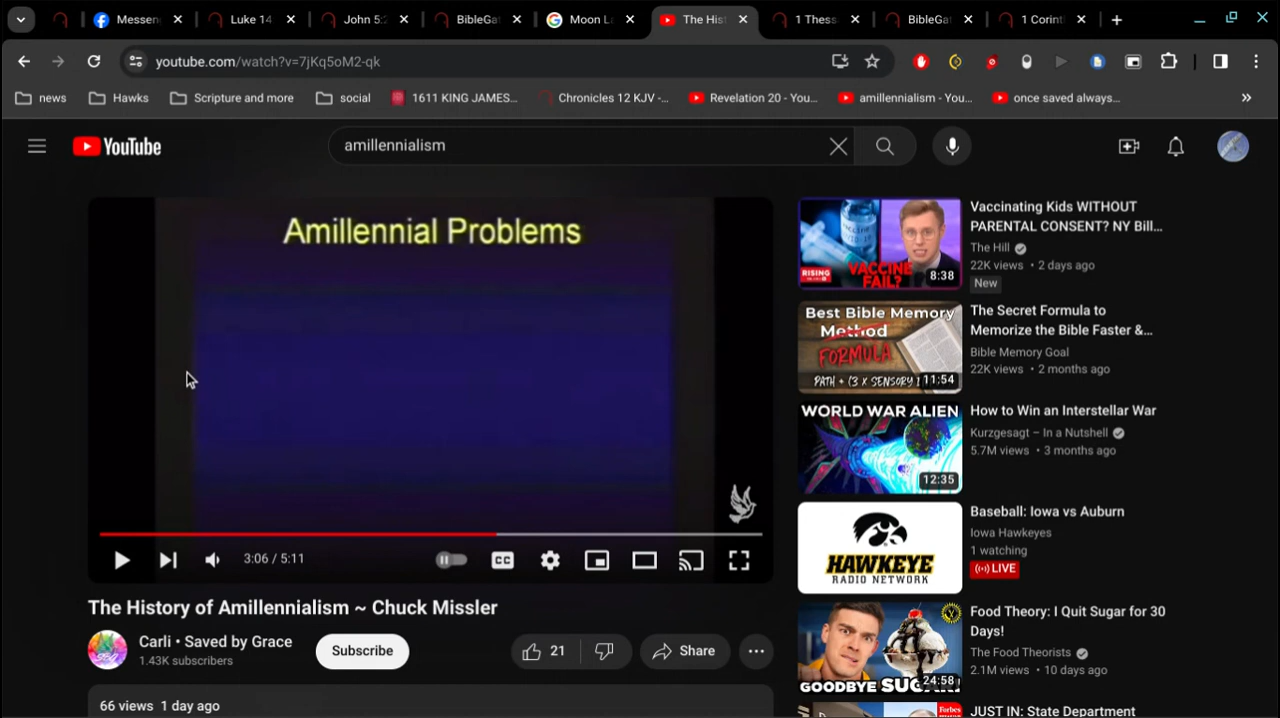 Messen
Luke 14
John 5:2
BibleGat
Moon La
The Hist
1 Thess
BibleGat
1 Corint
youtube.com/watch?v=7jKq5oM2-qk
news
Hawks
Scripture and more
social
1611 KING JAMES...
Chronicles 12 KJV -...
Revelation 20 - You...
amillennialism - You...
once saved always...
YouTube
amillennialism
Amillennial Problems
3:06 / 5:11
CC
The History of Amillennialism ~ Chuck Missler
Carli • Saved by Grace
1.43K subscribers
Subscribe
21
Share
66 views 1 day ago
RISING
VACCINE
FAIL?
8:38
Vaccinating Kids WITHOUT
PARENTAL CONSENT? NY Bill...
The Hill
22K views • 2 days ago
New
Best Bible Memory
Method
FORMULA
PATH + (3 X SENSORY
11:54
The Secret Formula to
Memorize the Bible Faster &...
Bible Memory Goal
22K views • 2 months ago
WORLD WAR ALIEN
12:35
How to Win an Interstellar War
Kurzgesagt – In a Nutshell
5.7M views • 3 months ago
HAWKEYE
RADIO NETWORK
Baseball: Iowa vs Auburn
Iowa Hawkeyes
1 watching
LIVE
GOODBYE SUGAR!
24:58
Food Theory: I Quit Sugar for 30
Days!
The Food Theorists
2.1M views • 10 days ago
Forbes
JUST IN: State Department